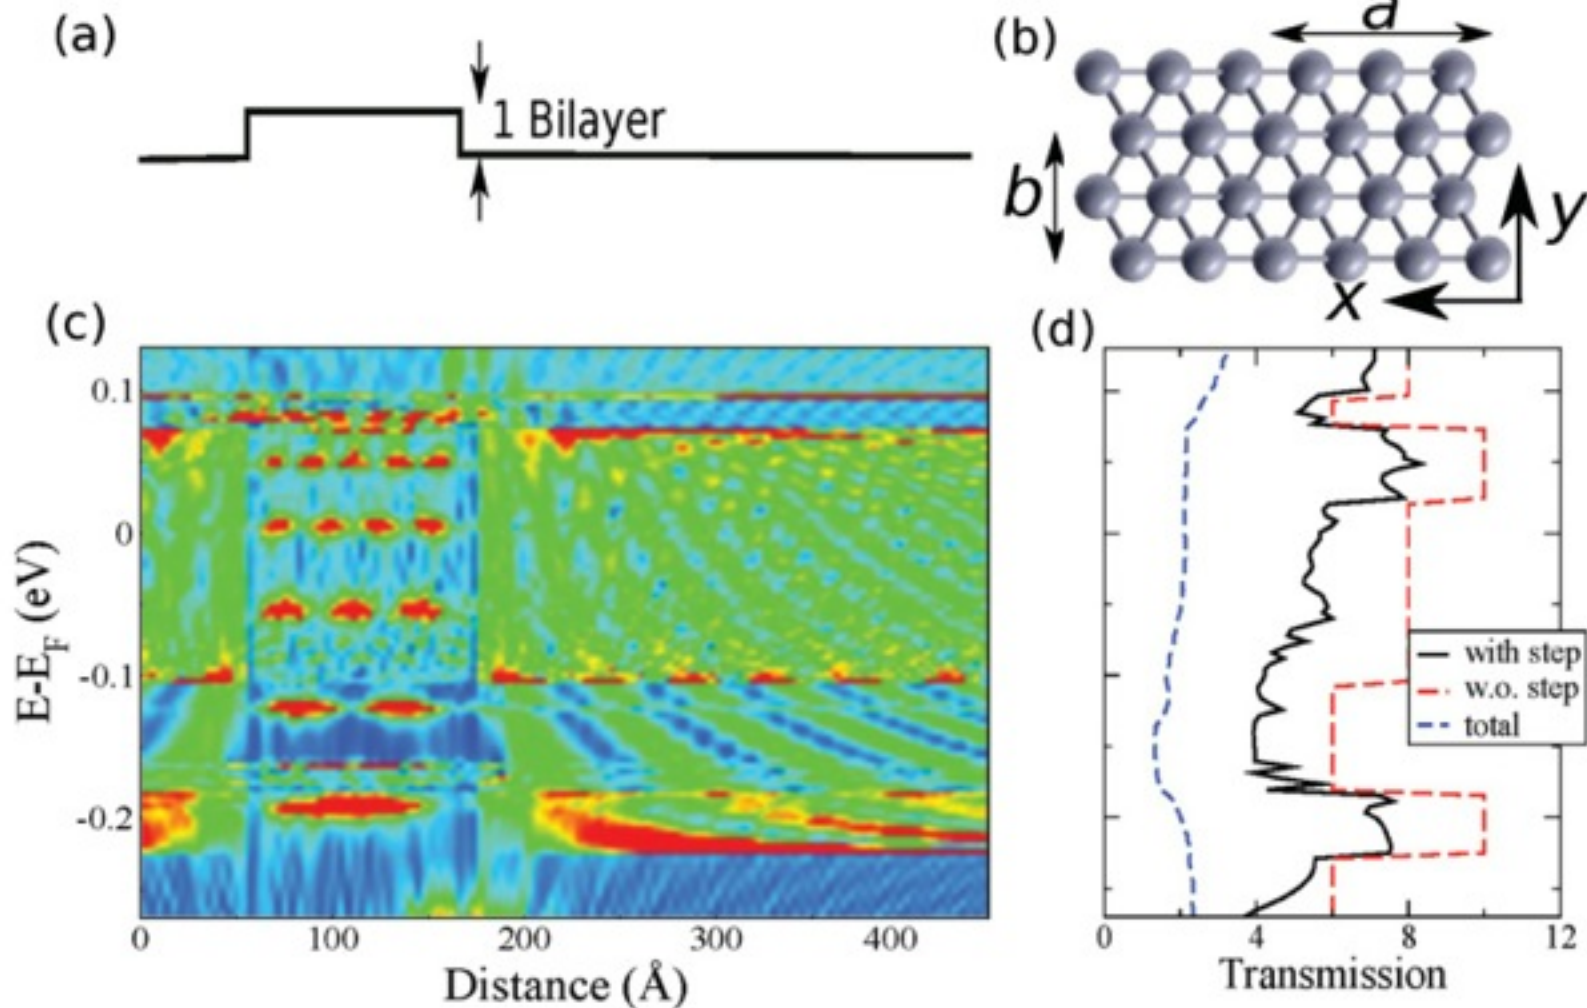 (a)
1 Bilayer
(b)
a
b
y
x
(c)
E-E_F (eV)
0.1
0
-0.1
-0.2
0 100 200 300 400
Distance (Å)
(d)
with step
w.o. step
total
0 4 8 12
Transmission